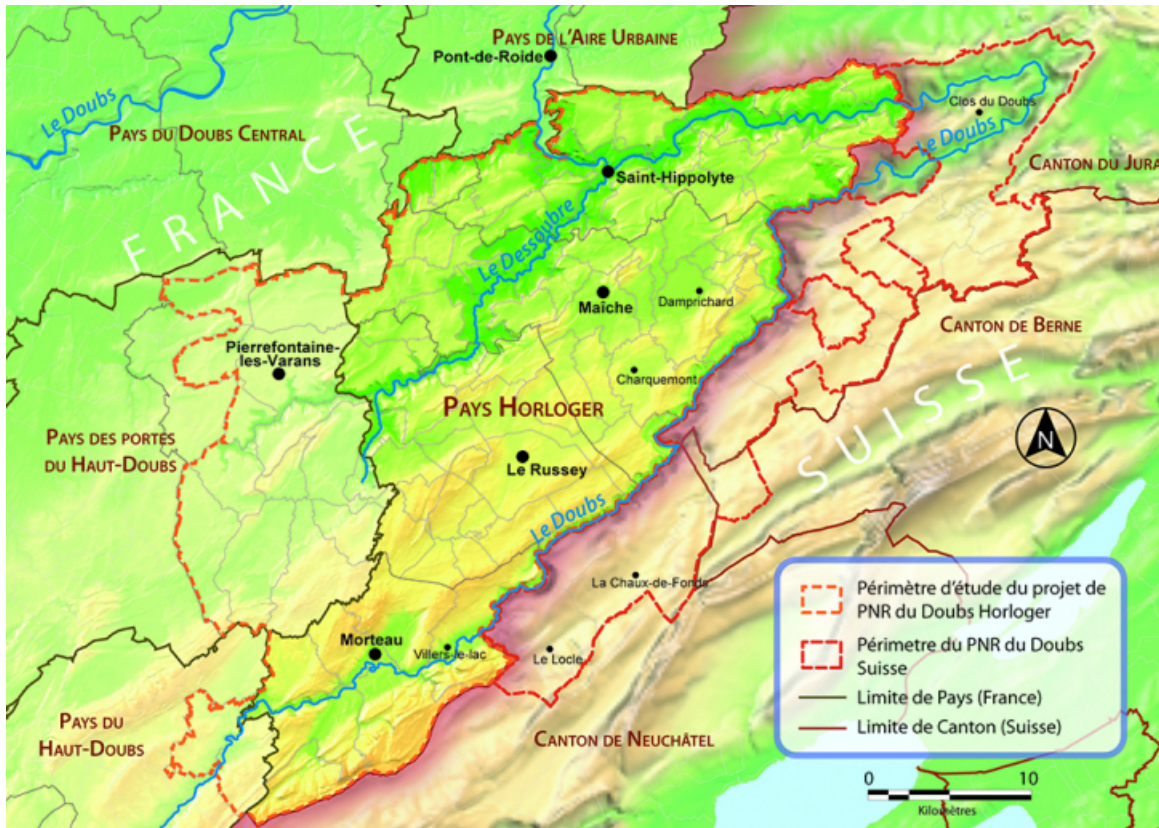 PAYS DE L'AIRE URBAINE
Pont-de-Roide
Le Doubs
PAYS DU DOUBS CENTRAL
FRANCE
Clos du Doubs
Le Doubs
CANTON DU JURA
Saint-Hippolyte
Le Dessoubre
Maîche
Damprichard
CANTON DE BERNE
Pierrefontaine-
les-Varans
Charquemont
PAYS HORLOGER
SUISSE
PAYS DES PORTES
DU HAUT-DOUBS
N
Le Russey
Le Doubs
La Chaux-de-Fonds
Morteau
Villers-le-lac
Le Locle
PAYS DU
HAUT-DOUBS
CANTON DE NEUCHÂTEL
Périmètre d'étude du projet de
PNR du Doubs Horloger
Périmetre du PNR du Doubs
Suisse
Limite de Pays (France)
Limite de Canton (Suisse)
0 10
Kilomètres